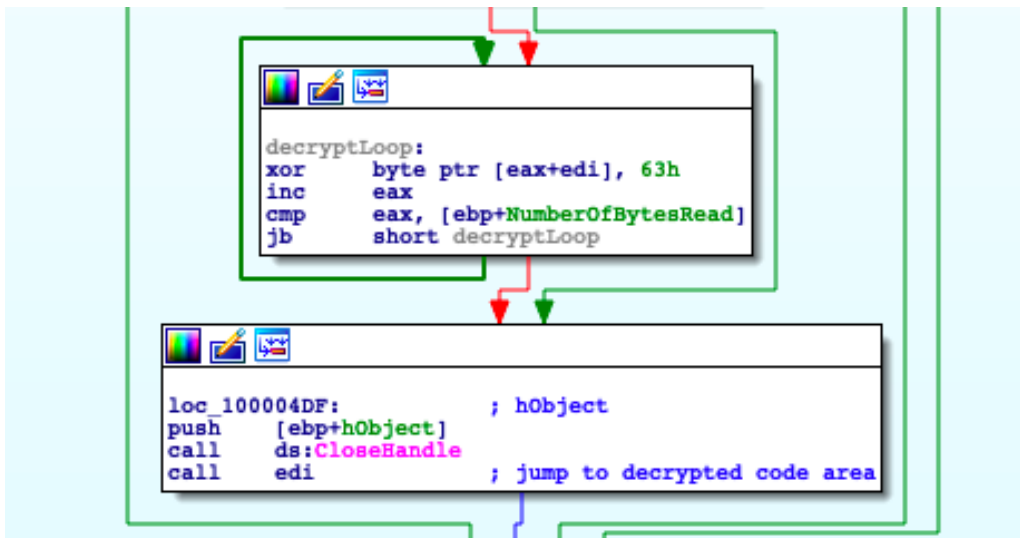 decryptLoop:
xor byte ptr [eax+edi], 63h
inc eax
cmp eax, [ebp+NumberOfBytesRead]
jb short decryptLoop
loc_100004DF: ; hObject
push [ebp+hObject]
call ds:CloseHandle
call edi ; jump to decrypted code area